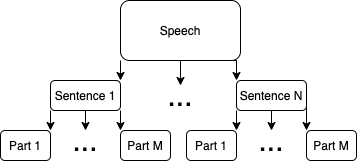 Speech
Sentence 1 ... Sentence N
Part 1 ... Part M Part 1 ... Part M